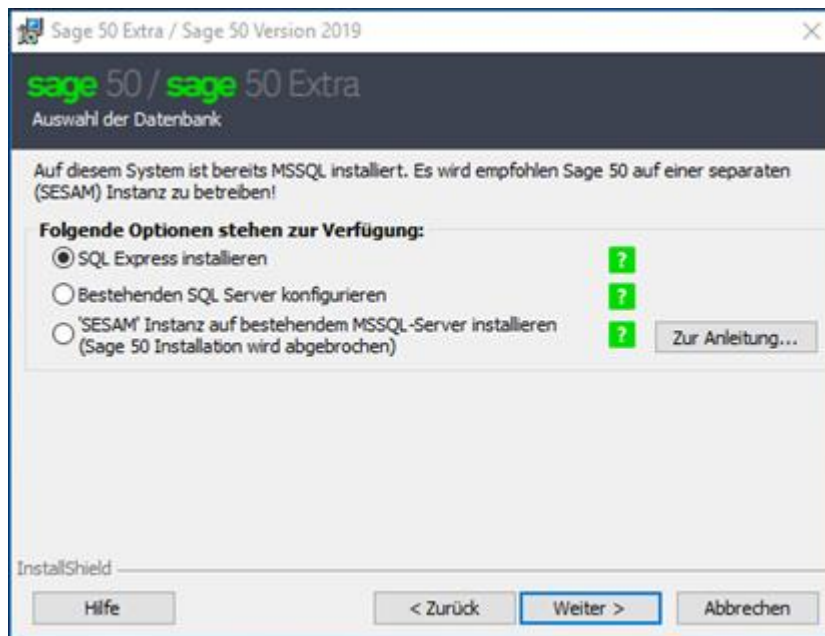 Sage 50 Extra / Sage 50 Version 2019
sage 50 / sage 50 Extra
Auswahl der Datenbank
Auf diesem System ist bereits MSSQL installiert. Es wird empfohlen Sage 50 auf einer separaten
(SESAM) Instanz zu betreiben!
Folgende Optionen stehen zur Verfügung:
SQL Express installieren ?
Bestehenden SQL Server konfigurieren ?
'SESAM' Instanz auf bestehendem MSSQL-Server installieren
(Sage 50 Installation wird abgebrochen) ? Zur Anleitung...
InstallShield
Hilfe < Zurück Weiter > Abbrechen